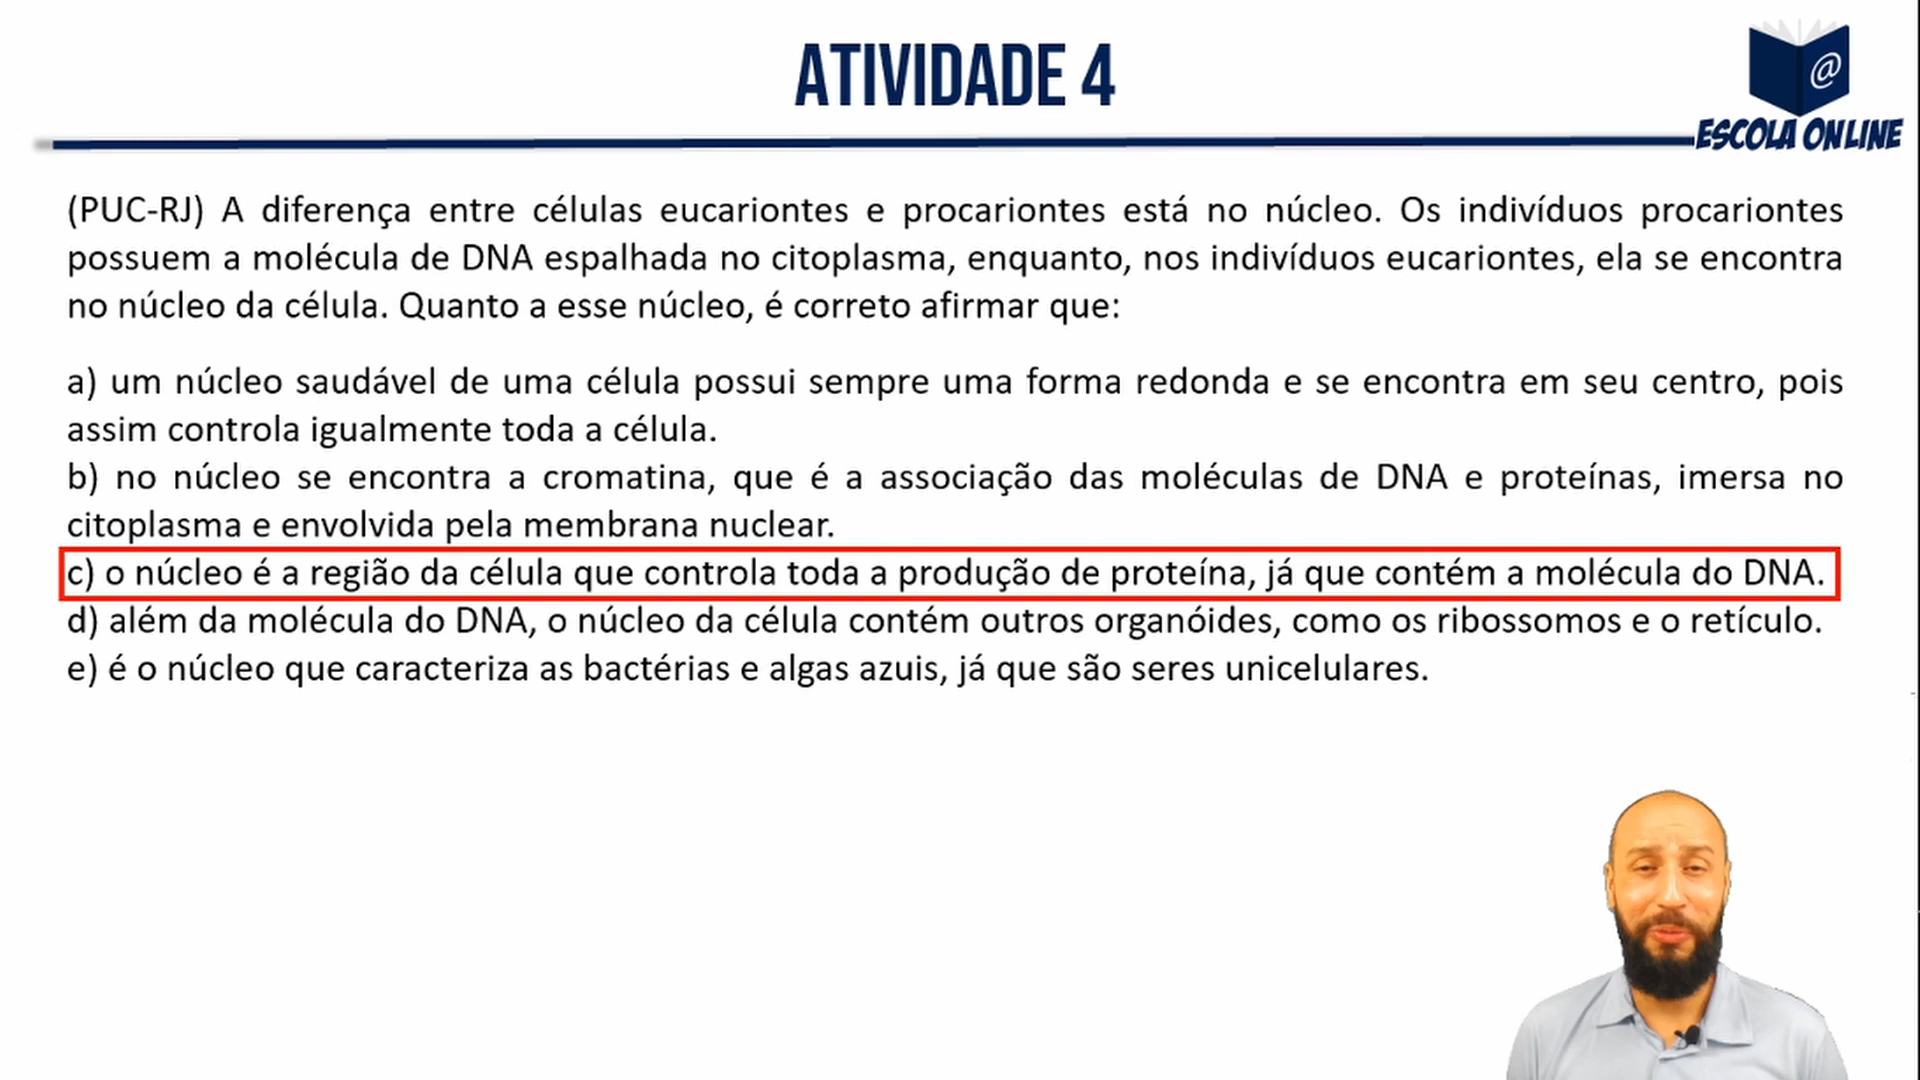 ATIVIDADE 4
@
ESCOLA ONLINE
(PUC-RJ) A diferença entre células eucariontes e procariontes está no núcleo. Os indivíduos procariontes
possuem a molécula de DNA espalhada no citoplasma, enquanto, nos indivíduos eucariontes, ela se encontra
no núcleo da célula. Quanto a esse núcleo, é correto afirmar que:
a) um núcleo saudável de uma célula possui sempre uma forma redonda e se encontra em seu centro, pois
assim controla igualmente toda a célula.
b) no núcleo se encontra a cromatina, que é a associação das moléculas de DNA e proteínas, imersa no
citoplasma e envolvida pela membrana nuclear.
c) o núcleo é a região da célula que controla toda a produção de proteína, já que contém a molécula do DNA.
d) além da molécula do DNA, o núcleo da célula contém outros organóides, como os ribossomos e o retículo.
e) é o núcleo que caracteriza as bactérias e algas azuis, já que são seres unicelulares.